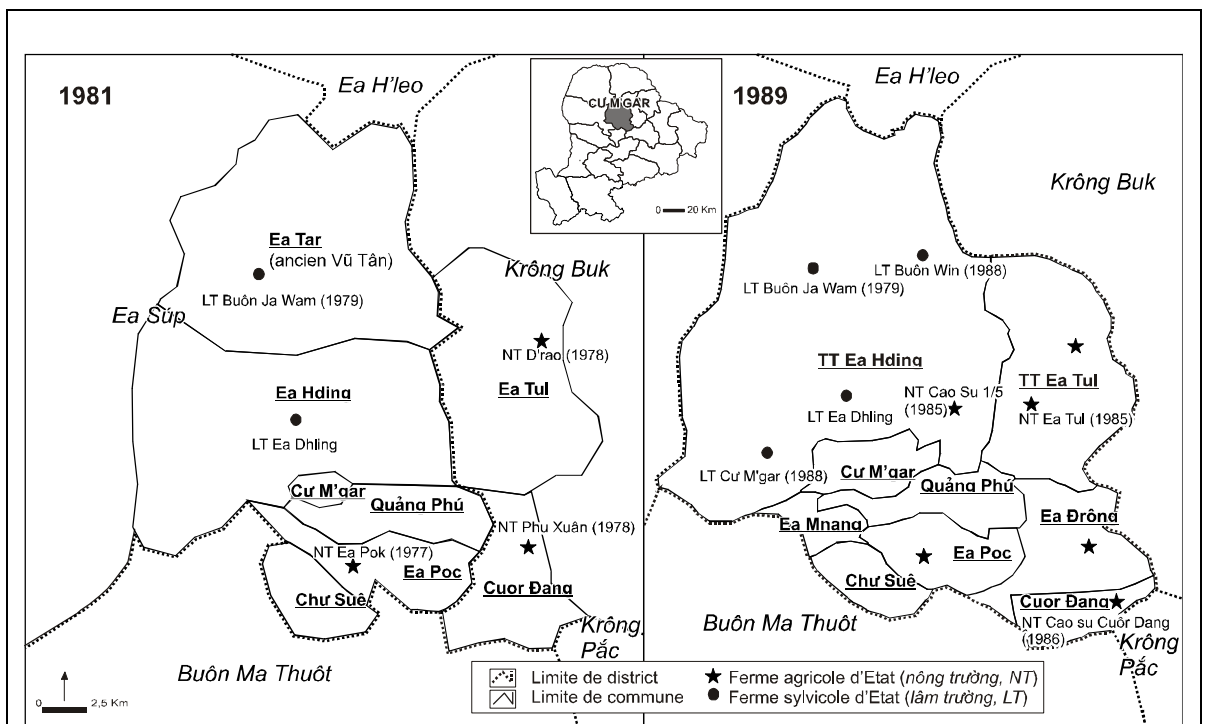 1981
Ea H'leo
Ea Tar
(ancien Vũ Tân)
LT Buôn Ja Wam (1979)
Ea Súp
Krông Buk
NT D'rao (1978)
Ea Tul
Ea Hding
LT Ea Dhling
Cư M'gar
Quảng Phú
NT Phu Xuân (1978)
NT Ea Pok (1977)
Ea Poc
Chư Suê
Cuor Đang
Krông
Pắc
Buôn Ma Thuôt
0 2,5 Km
CƯ M'GAR
0 20 Km
1989
Ea H'leo
Krông Buk
LT Buôn Win (1988)
LT Buôn Ja Wam (1979)
TT Ea Hding
TT Ea Tul
NT Cao Su 1/5
(1985)
NT Ea Tul (1985)
LT Ea Dhling
LT Cư M'gar (1988)
Cư M'gar
Quảng Phú
Ea Mnang
Ea Đrông
Ea Poc
Chư Suê
Cuor Đang
NT Cao su Cuôr Dang
(1986)
Krông
Pắc
Buôn Ma Thuôt
Limite de district
Limite de commune
Ferme agricole d'Etat (nông trường, NT)
Ferme sylvicole d'Etat (lâm trường, LT)